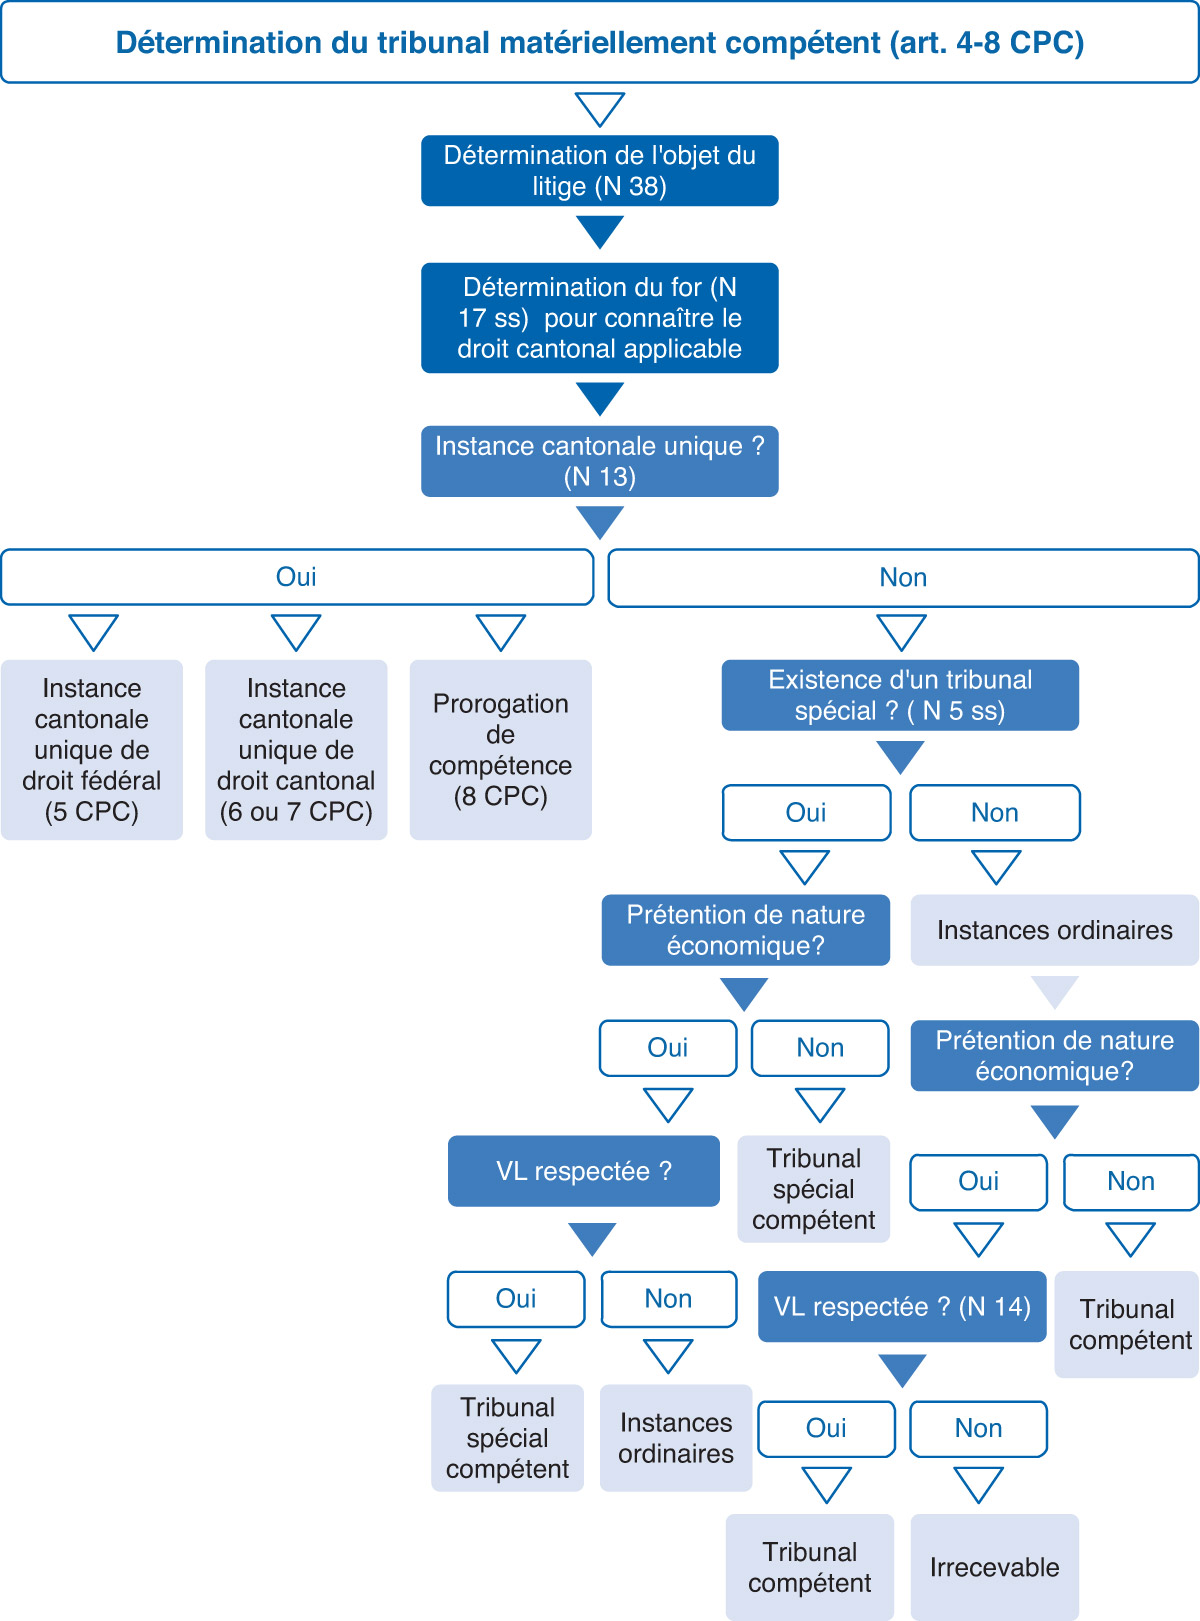 Détermination du tribunal matériellement compétent (art. 4-8 CPC)
Détermination de l'objet du
litige (N 38)
Détermination du for (N
17 ss)  pour connaître le
droit cantonal applicable
Instance cantonale unique ?
(N 13)
Oui
Non
Instance
cantonale
unique de
droit fédéral
(5 CPC)
Instance
cantonale
unique de
droit cantonal
(6 ou 7 CPC)
Prorogation
de
compétence
(8 CPC)
Existence d'un tribunal
spécial ? ( N 5 ss)
Oui
Non
Prétention de nature
économique?
Instances ordinaires
Oui
Non
Prétention de nature
économique?
VL respectée ?
Tribunal
spécial
compétent
Oui
Non
Oui
Non
VL respectée ? (N 14)
Tribunal
compétent
Tribunal
spécial
compétent
Instances
ordinaires
Oui
Non
Tribunal
compétent
Irrecevable